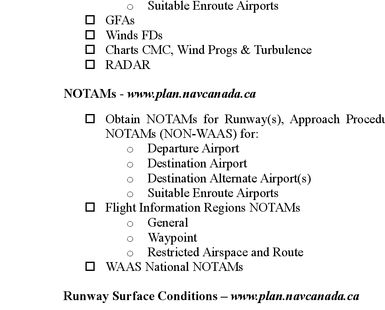 ○ Suitable Enroute Airports
☐ GFAs
☐ Winds FDs
☐ Charts CMC, Wind Progs & Turbulence
☐ RADAR
NOTAMs - www.plan.navcanada.ca
☐ Obtain NOTAMs for Runway(s), Approach Procedu
NOTAMs (NON-WAAS) for:
○ Departure Airport
○ Destination Airport
○ Destination Alternate Airport(s)
○ Suitable Enroute Airports
☐ Flight Information Regions NOTAMs
○ General
○ Waypoint
○ Restricted Airspace and Route
☐ WAAS National NOTAMs
Runway Surface Conditions – www.plan.navcanada.ca